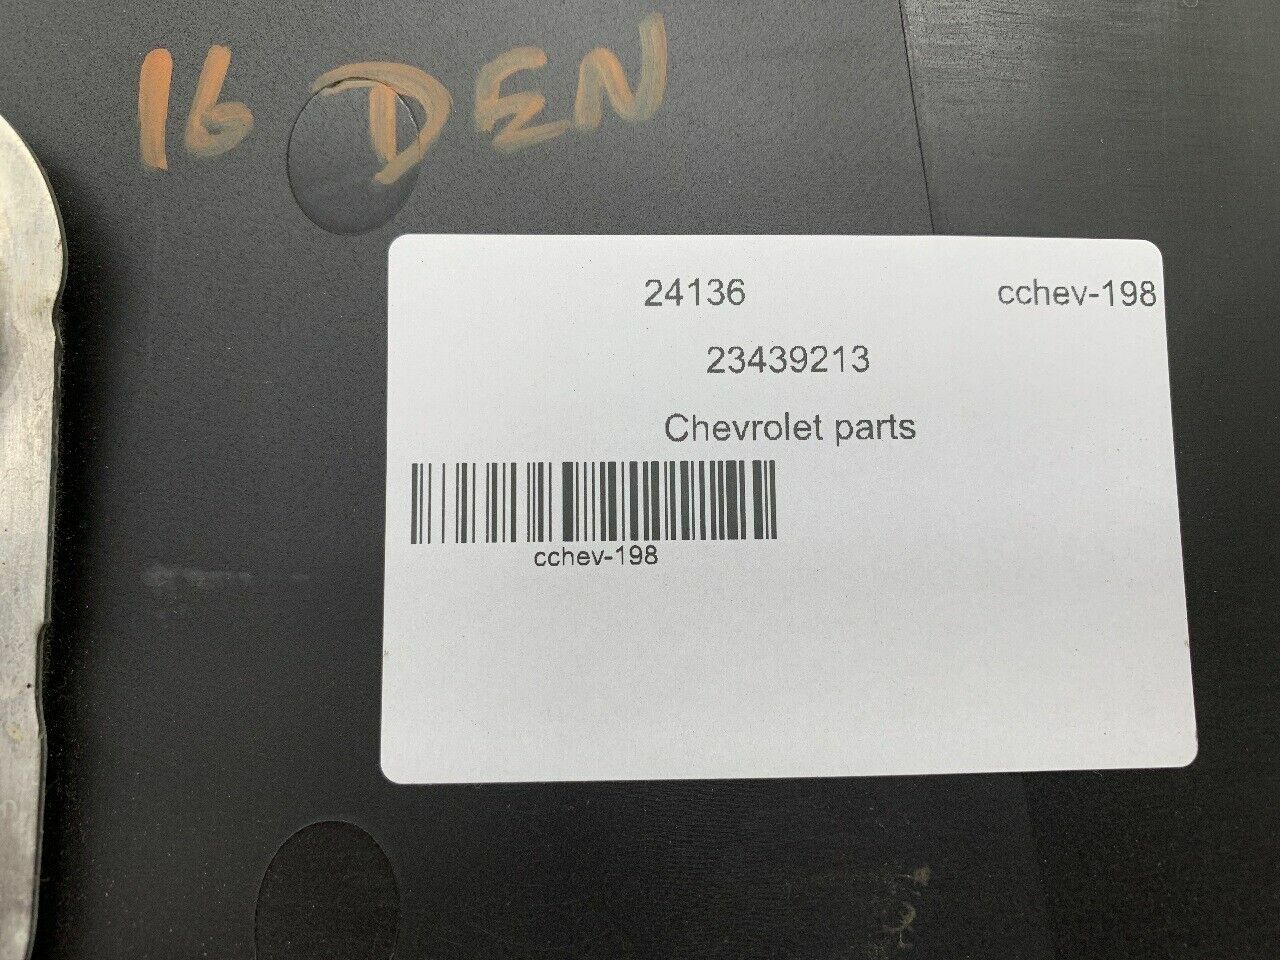 16 DEN
24136 cchev-198
23439213
Chevrolet parts
cchev-198